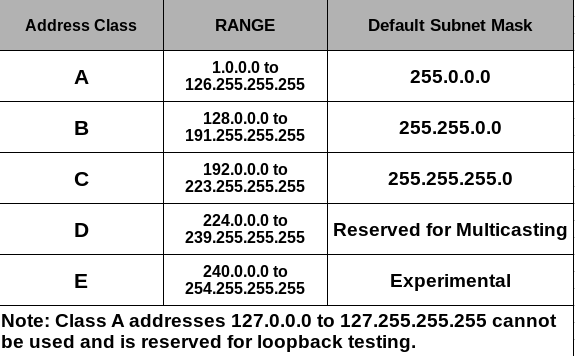 Address Class RANGE Default Subnet Mask
A 1.0.0.0 to 126.255.255.255 255.0.0.0
B 128.0.0.0 to 191.255.255.255 255.255.0.0
C 192.0.0.0 to 223.255.255.255 255.255.255.0
D 224.0.0.0 to 239.255.255.255 Reserved for Multicasting
E 240.0.0.0 to 254.255.255.255 Experimental
Note: Class A addresses 127.0.0.0 to 127.255.255.255 cannot
be used and is reserved for loopback testing.